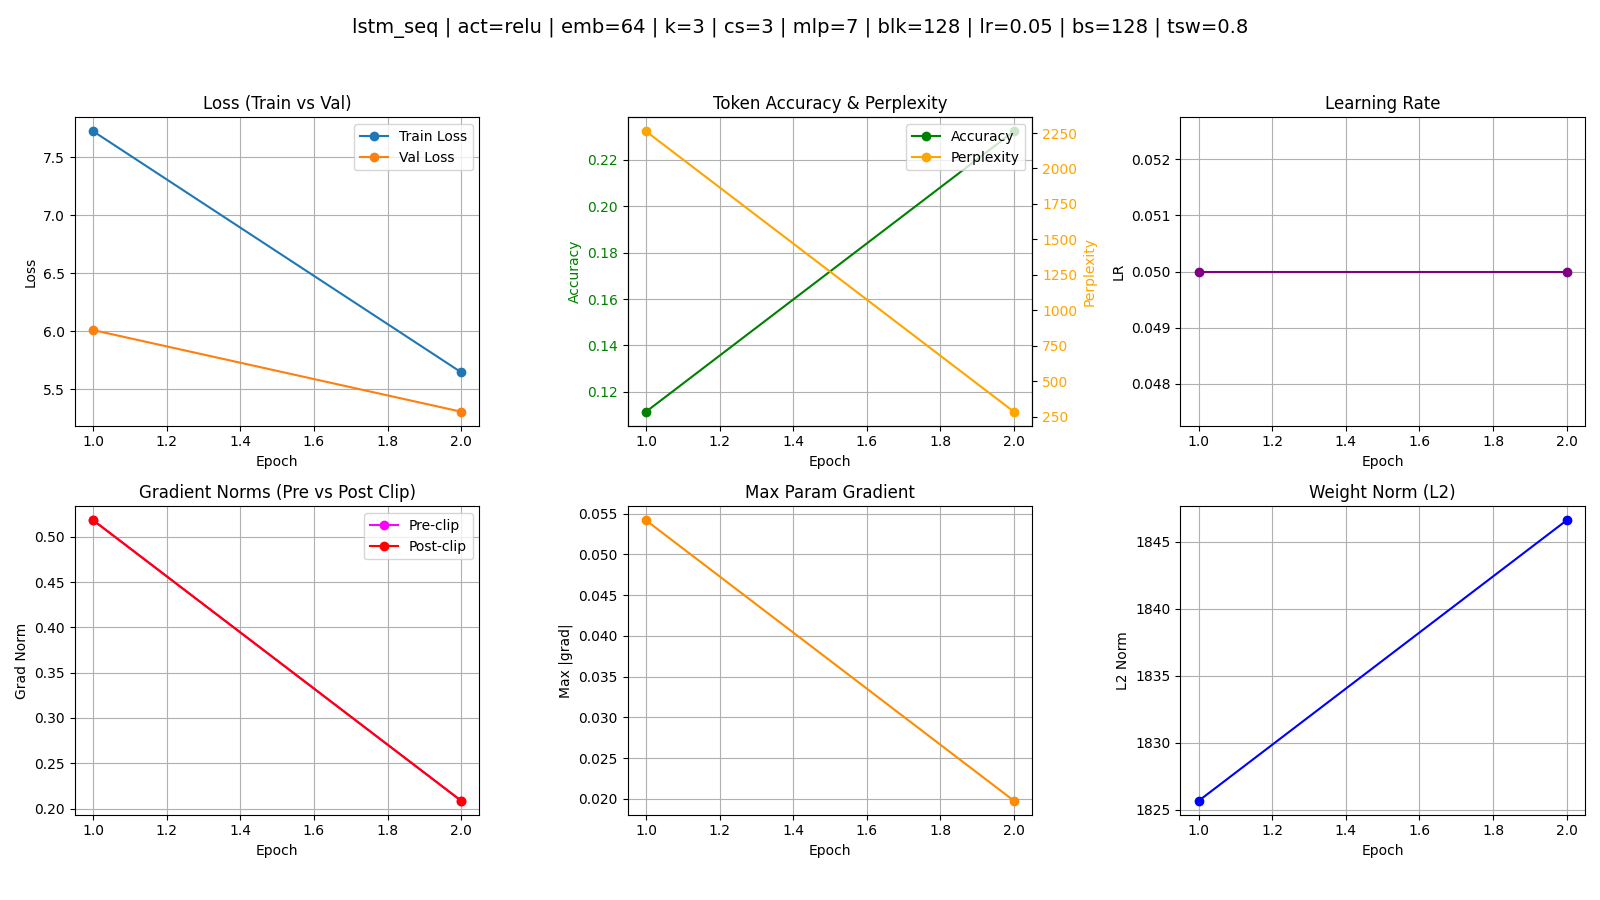 lstm_seq | act=relu | emb=64 | k=3 | cs=3 | mlp=7 | blk=128 | lr=0.05 | bs=128 | tsw=0.8
Loss (Train vs Val)
Train Loss
Val Loss
7.5
7.0
6.5
6.0
5.5
Loss
1.0 1.2 1.4 1.6 1.8 2.0
Epoch
Token Accuracy & Perplexity
Accuracy
Perplexity
0.22
0.20
0.18
0.16
0.14
0.12
Accuracy
2250
2000
1750
1500
1250
1000
750
500
250
Perplexity
1.0 1.2 1.4 1.6 1.8 2.0
Epoch
Learning Rate
0.052
0.051
0.050
0.049
0.048
LR
1.0 1.2 1.4 1.6 1.8 2.0
Epoch
Gradient Norms (Pre vs Post Clip)
Pre-clip
Post-clip
0.50
0.45
0.40
0.35
0.30
0.25
0.20
Grad Norm
1.0 1.2 1.4 1.6 1.8 2.0
Epoch
Max Param Gradient
0.055
0.050
0.045
0.040
0.035
0.030
0.025
0.020
Max |grad|
1.0 1.2 1.4 1.6 1.8 2.0
Epoch
Weight Norm (L2)
1845
1840
1835
1830
1825
L2 Norm
1.0 1.2 1.4 1.6 1.8 2.0
Epoch